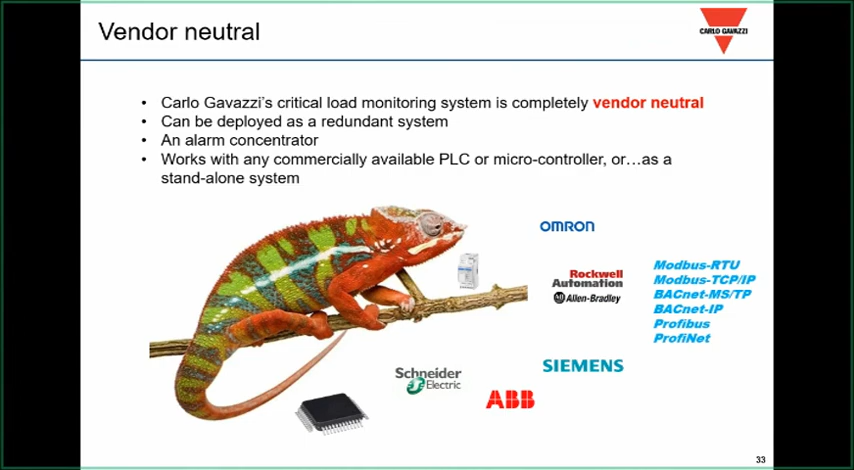 Vendor neutral
CARLO GAVAZZI
• Carlo Gavazzi's critical load monitoring system is completely vendor neutral
• Can be deployed as a redundant system
• An alarm concentrator
• Works with any commercially available PLC or micro-controller, or…as a
stand-alone system
OMRON
Rockwell
Automation
AB Allen-Bradley
Modbus-RTU
Modbus-TCP/IP
BACnet-MS/TP
BACnet-IP
Profibus
ProfiNet
SIEMENS
Schneider
Electric
ABB
33